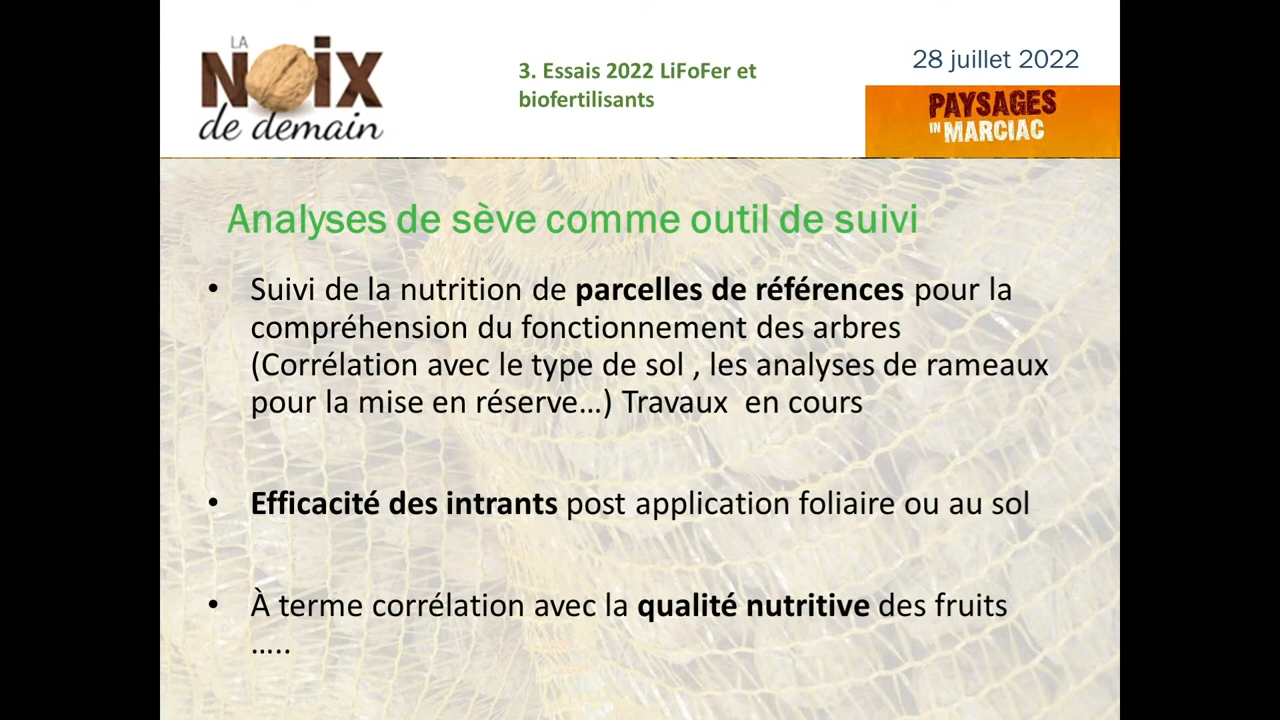 LA
NOIX
de demain
3. Essais 2022 LiFoFer et
biofertilisants
28 juillet 2022
PAYSAGES
IN MARCIAC
Analyses de sève comme outil de suivi
• Suivi de la nutrition de parcelles de références pour la
compréhension du fonctionnement des arbres
(Corrélation avec le type de sol , les analyses de rameaux
pour la mise en réserve…) Travaux en cours
• Efficacité des intrants post application foliaire ou au sol
• À terme corrélation avec la qualité nutritive des fruits
…..